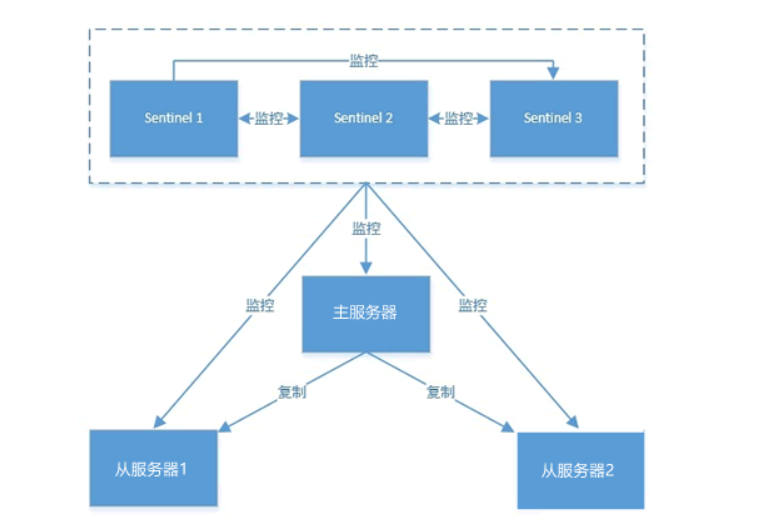 监控
Sentinel 1
监控
Sentinel 2
监控
Sentinel 3
监控
监控
监控
主服务器
复制
复制
从服务器1
从服务器2